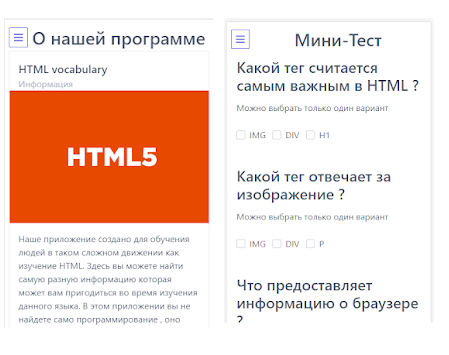 О нашей программе
HTML vocabulary
Информация
HTML5
Наше приложение создано для обучения
людей в таком сложном движении как
изучение HTML. Здесь вы можете найти
самую разную информацию которая
может вам пригодиться во время изучения
данного языка. В этом приложении вы не
найдете само программирование , оно
Мини-Тест
Какой тег считается
самым важным в HTML ?
Можно выбрать только один вариант
IMG DIV H1
Какой тег отвечает за
изображение ?
Можно выбрать только один вариант
IMG DIV P
Что предоставляет
информацию о браузере
?